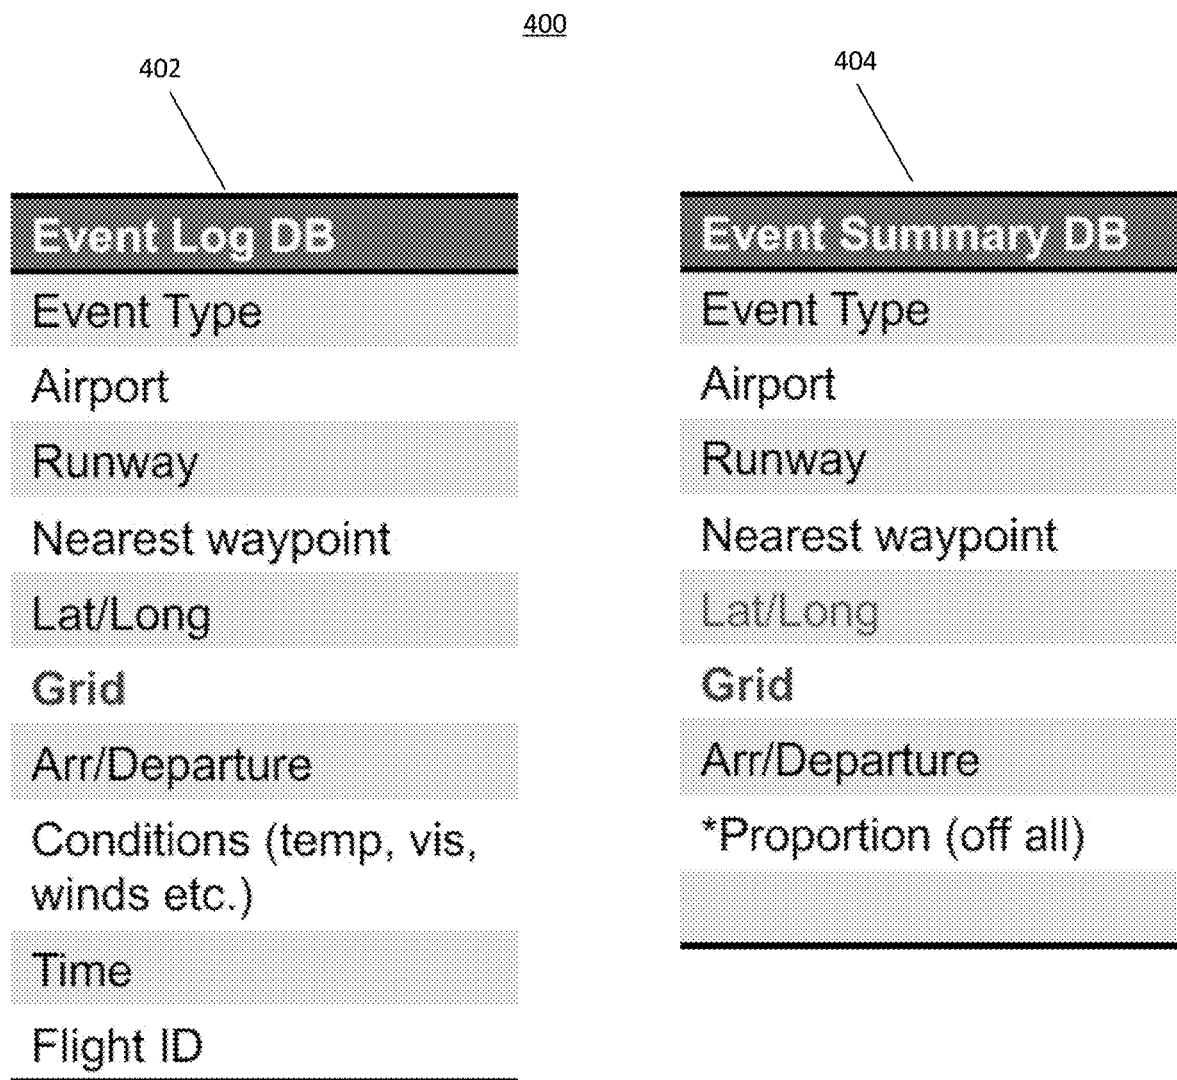 400
402
404
Event Log DB
Event Type
Airport
Runway
Nearest waypoint
Lat/Long
Grid
Arr/Departure
Conditions (temp, vis,
winds etc.)
Time
Flight ID
Event Summary DB
Event Type
Airport
Runway
Nearest waypoint
Lat/Long
Grid
Arr/Departure
*Proportion (off all)